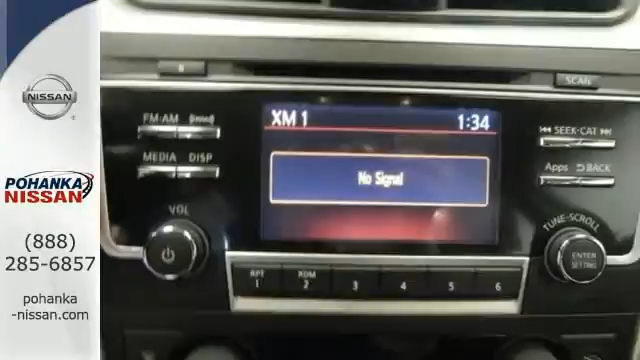 NISSAN
POHANKA
NISSAN
(888)
285-6857
pohanka
-nissan.com
SCAN
FM·AM
MEDIA DISP
VOL
XM 1 1:34
No Signal
SEEK·CAT
Apps BACK
TUNE·SCROLL
ENTER
SETTING
RPT RDM
1 2 3 4 5 6